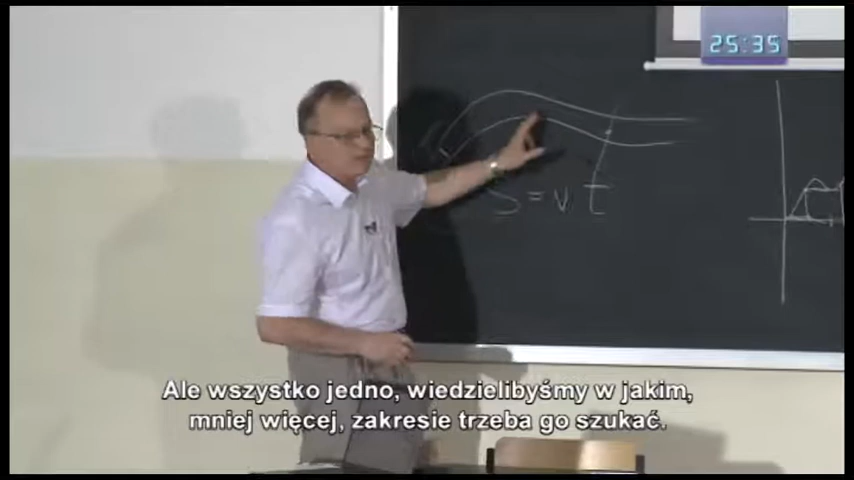 25:35
S = v t
Ale wszystko jedno, wiedzielibyśmy w jakim,
mniej więcej, zakresie trzeba go szukać.